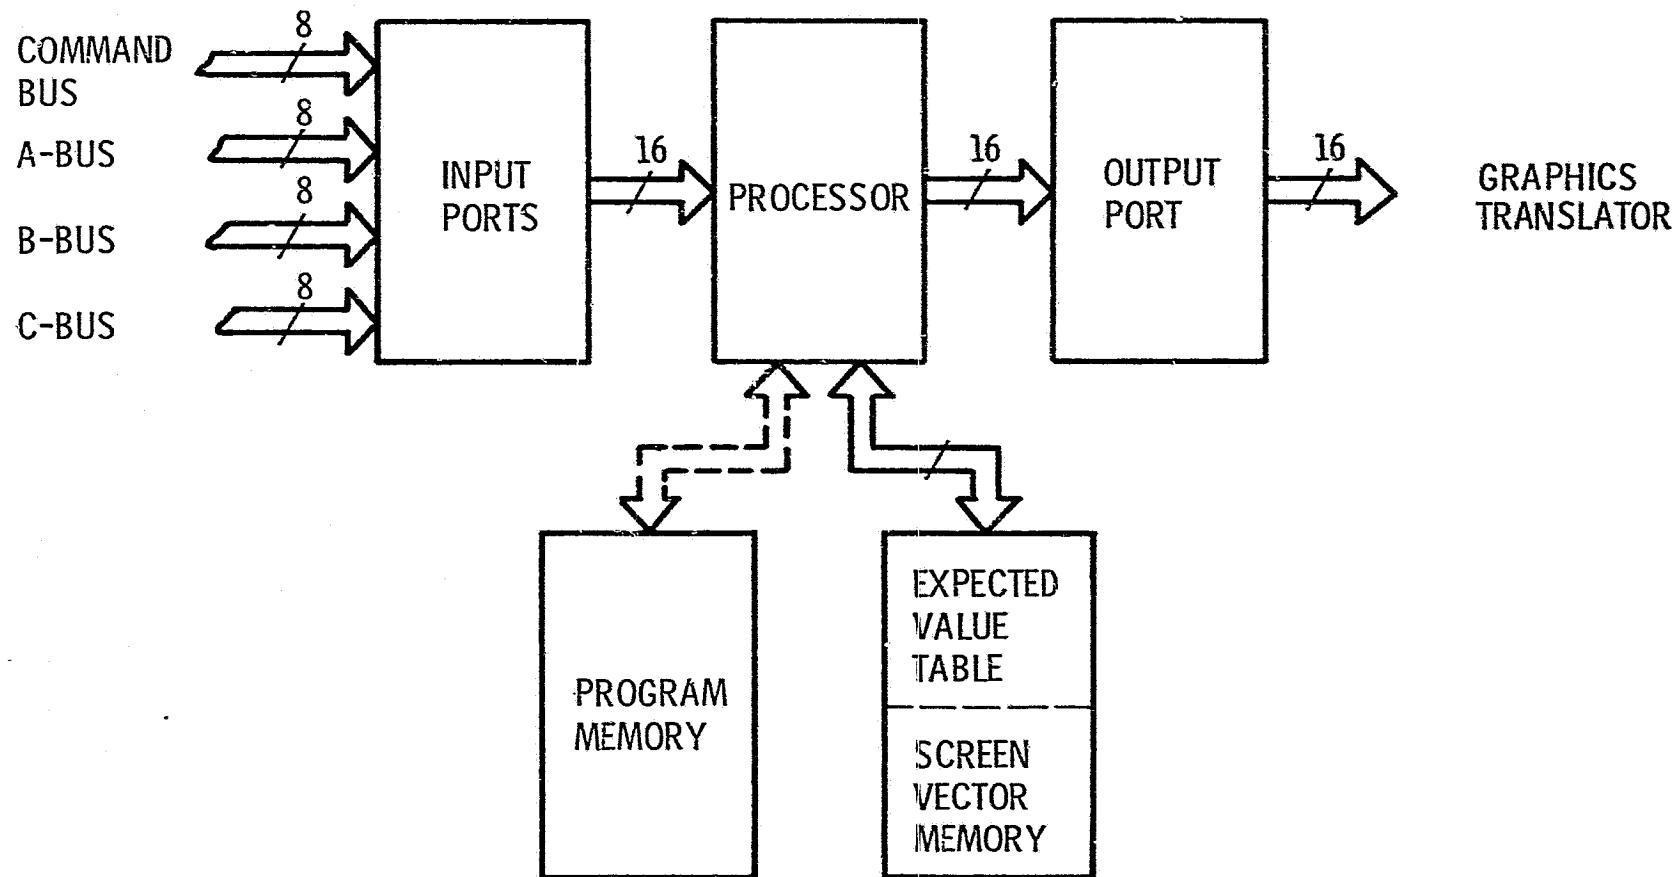 COMMAND
BUS
8
A-BUS
8
B-BUS
8
C-BUS
8
INPUT
PORTS
16
PROCESSOR
16
OUTPUT
PORT
16
GRAPHICS
TRANSLATOR
PROGRAM
MEMORY
EXPECTED
VALUE
TABLE
SCREEN
VECTOR
MEMORY